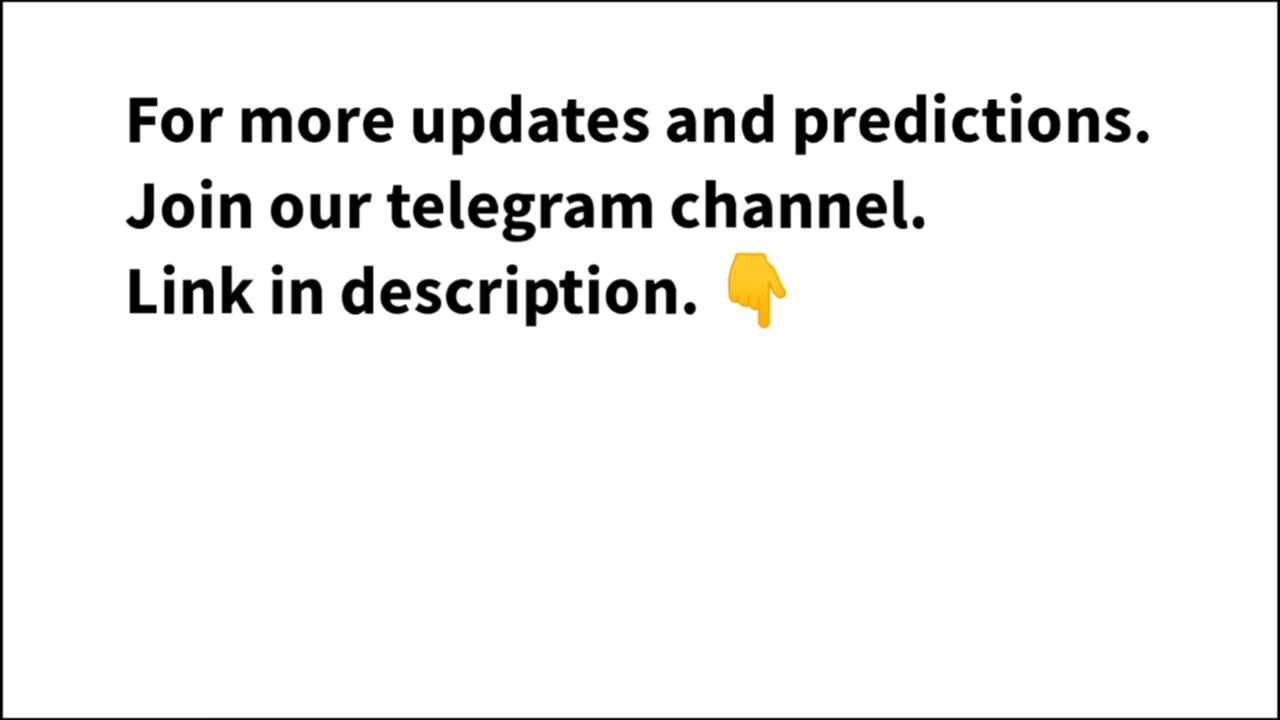 For more updates and predictions.
Join our telegram channel.
Link in description. 👇